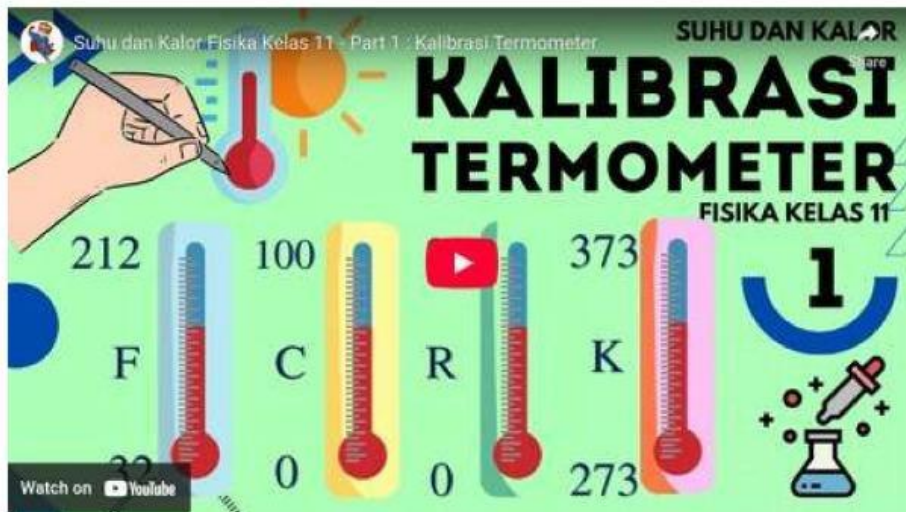 Suhu dan Kalor Fisika Kelas 11 - Part 1 : Kalibrasi Termometer
SUHU DAN KALOR
Share
KALIBRASI
TERMOMETER
FISIKA KELAS 11
1
212
100
373
F
C
R
K
32
0
0
273
Watch on YouTube